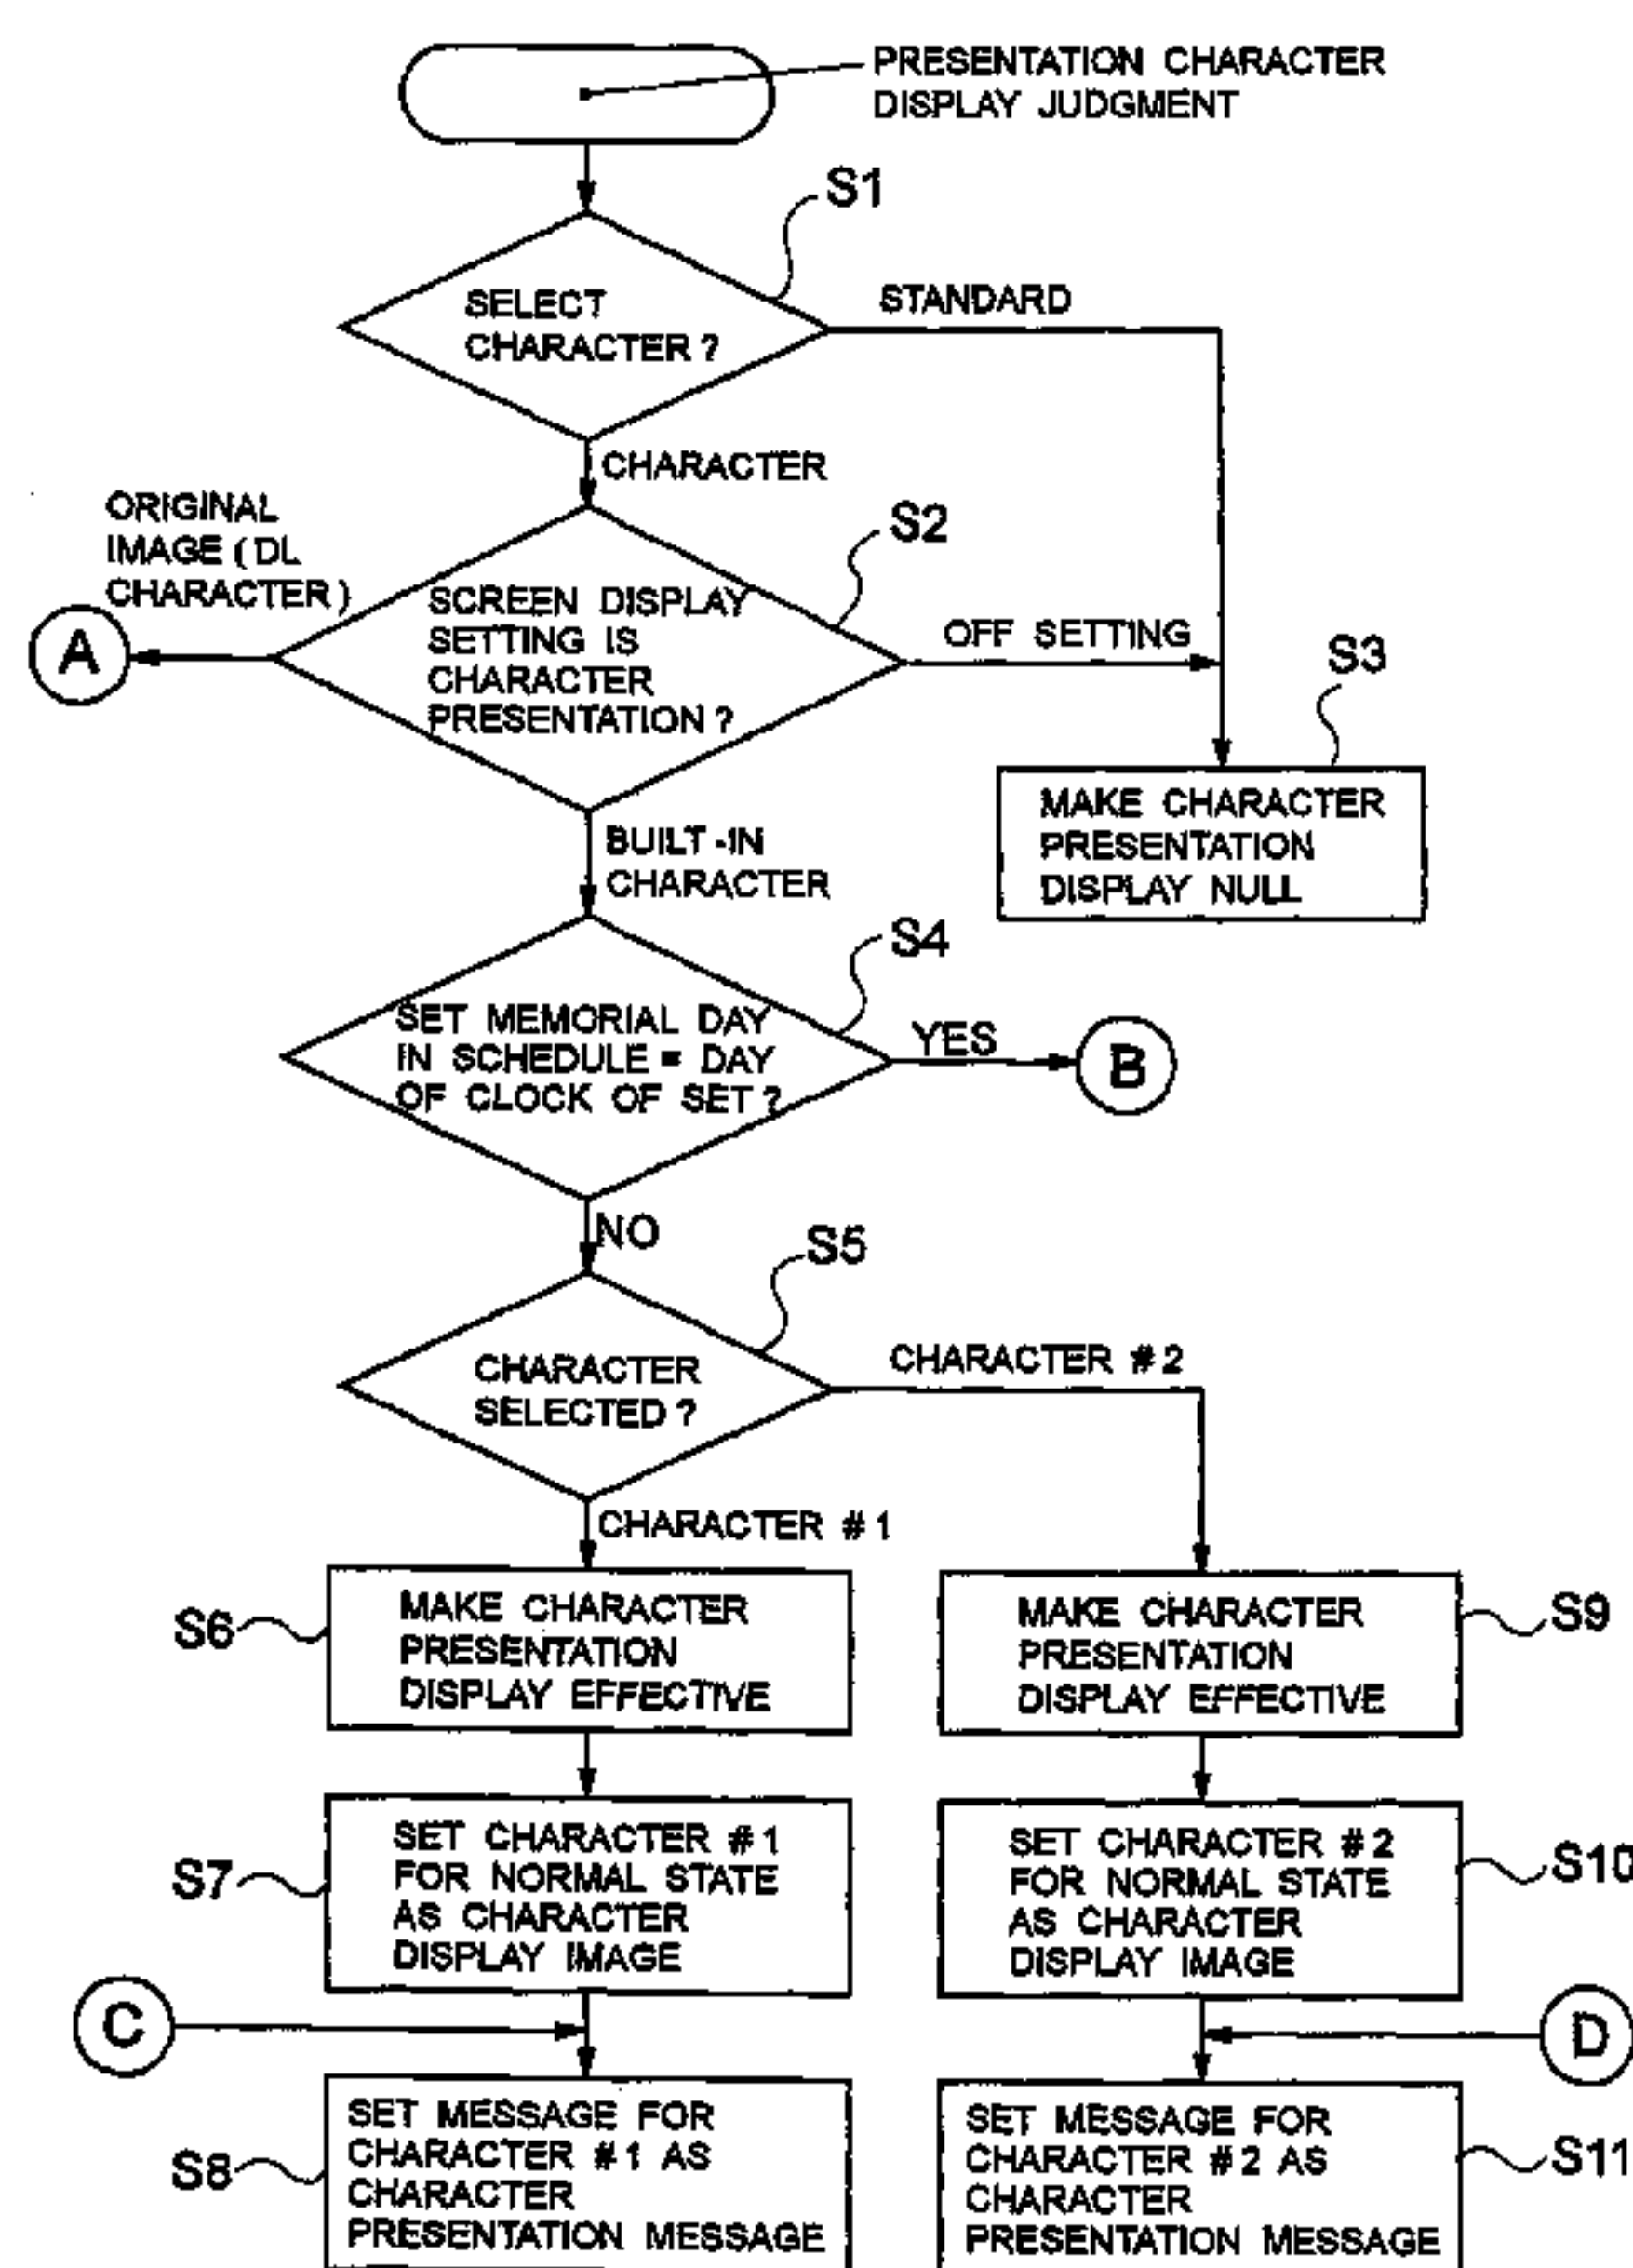 PRESENTATION CHARACTER
DISPLAY JUDGMENT
S1
SELECT
CHARACTER ?
STANDARD
CHARACTER
ORIGINAL
IMAGE ( DL
CHARACTER )
S2
SCREEN DISPLAY
SETTING IS
CHARACTER
PRESENTATION ?
A
OFF SETTING
S3
MAKE CHARACTER
PRESENTATION
DISPLAY NULL
BUILT -IN
CHARACTER
S4
SET MEMORIAL DAY
IN SCHEDULE = DAY
OF CLOCK OF SET ?
YES
B
NO
S5
CHARACTER
SELECTED ?
CHARACTER # 2
CHARACTER # 1
S6
MAKE CHARACTER
PRESENTATION
DISPLAY EFFECTIVE
MAKE CHARACTER
PRESENTATION
DISPLAY EFFECTIVE
S9
S7
SET CHARACTER # 1
FOR NORMAL STATE
AS CHARACTER
DISPLAY IMAGE
SET CHARACTER # 2
FOR NORMAL STATE
AS CHARACTER
DISPLAY IMAGE
S10
C
D
S8
SET MESSAGE FOR
CHARACTER # 1 AS
CHARACTER
PRESENTATION MESSAGE
SET MESSAGE FOR
CHARACTER # 2 AS
CHARACTER
PRESENTATION MESSAGE
S11